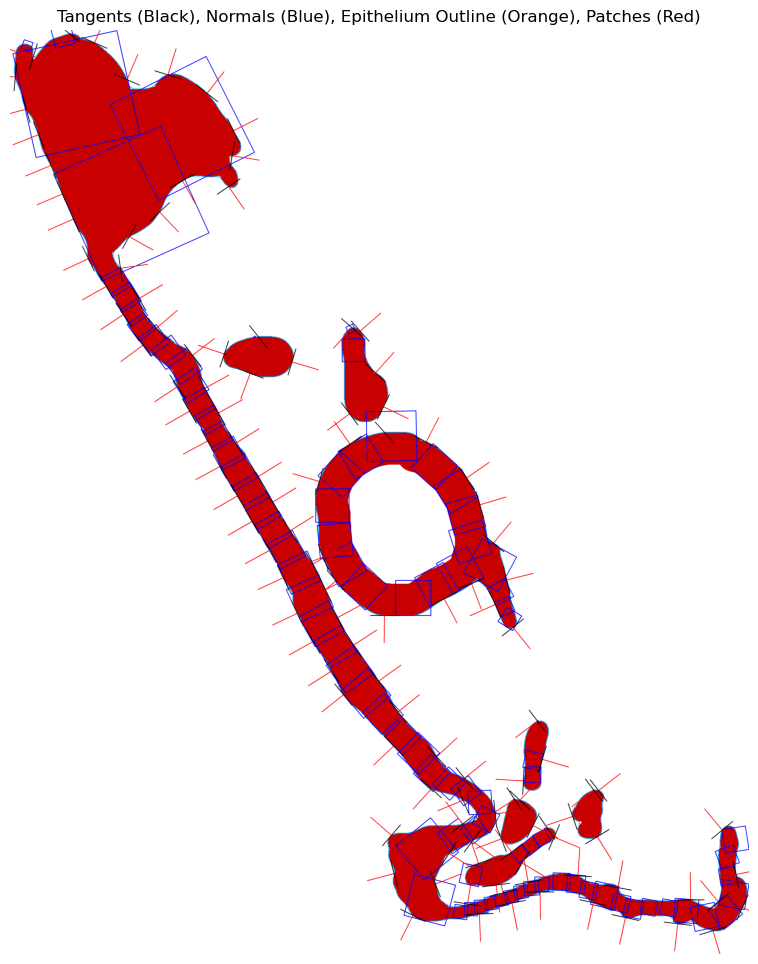 Tangents (Black), Normals (Blue), Epithelium Outline (Orange), Patches (Red)